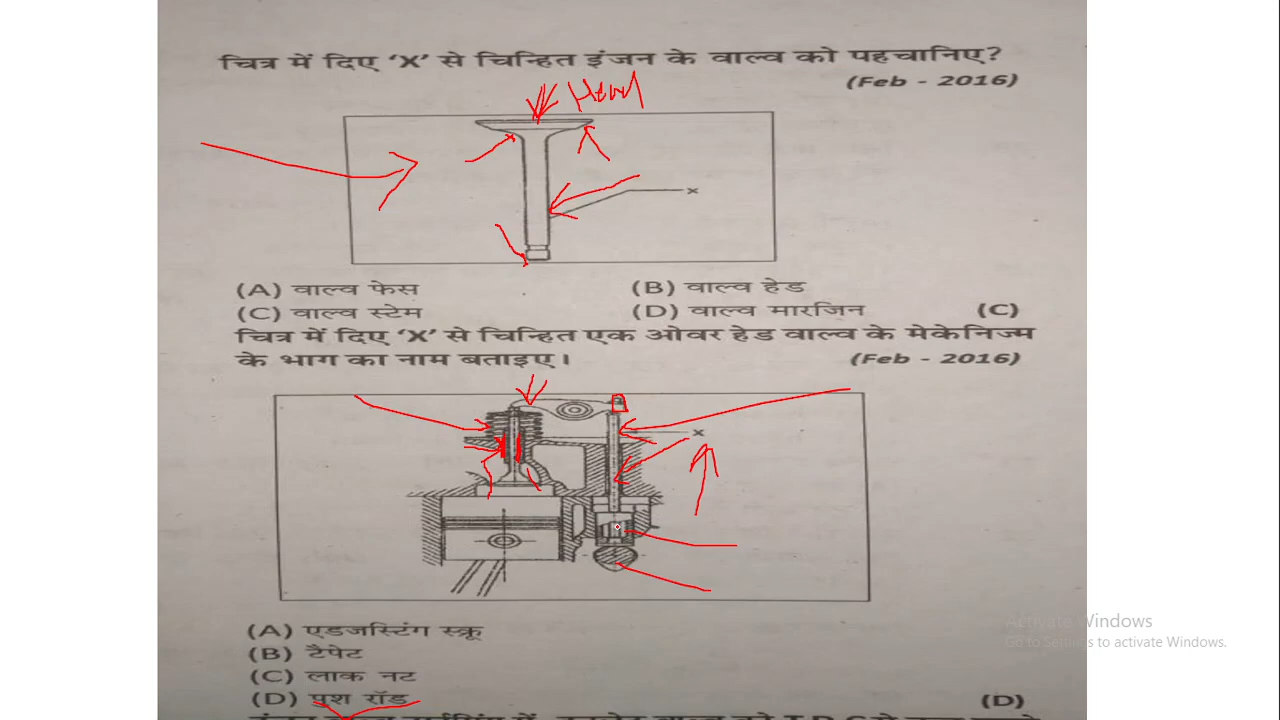 चित्र में दिए 'X' से चिन्हित इंजन के वाल्व को पहचानिए?
(Feb - 2016)
Head
x
(A) वाल्व फेस
(B) वाल्व हेड
(C) वाल्व स्टेम
(D) वाल्व मारजिन
(C)
चित्र में दिए 'X' से चिन्हित एक ओवर हेड वाल्व के मेकेनिज्म
के भाग का नाम बताइए।
(Feb - 2016)
x
(A) एडजस्टिंग स्क्रू
(B) टैपेट
(C) लाक नट
(D) पुश रॉड
(D)
Activate Windows
Go to Settings to activate Windows.